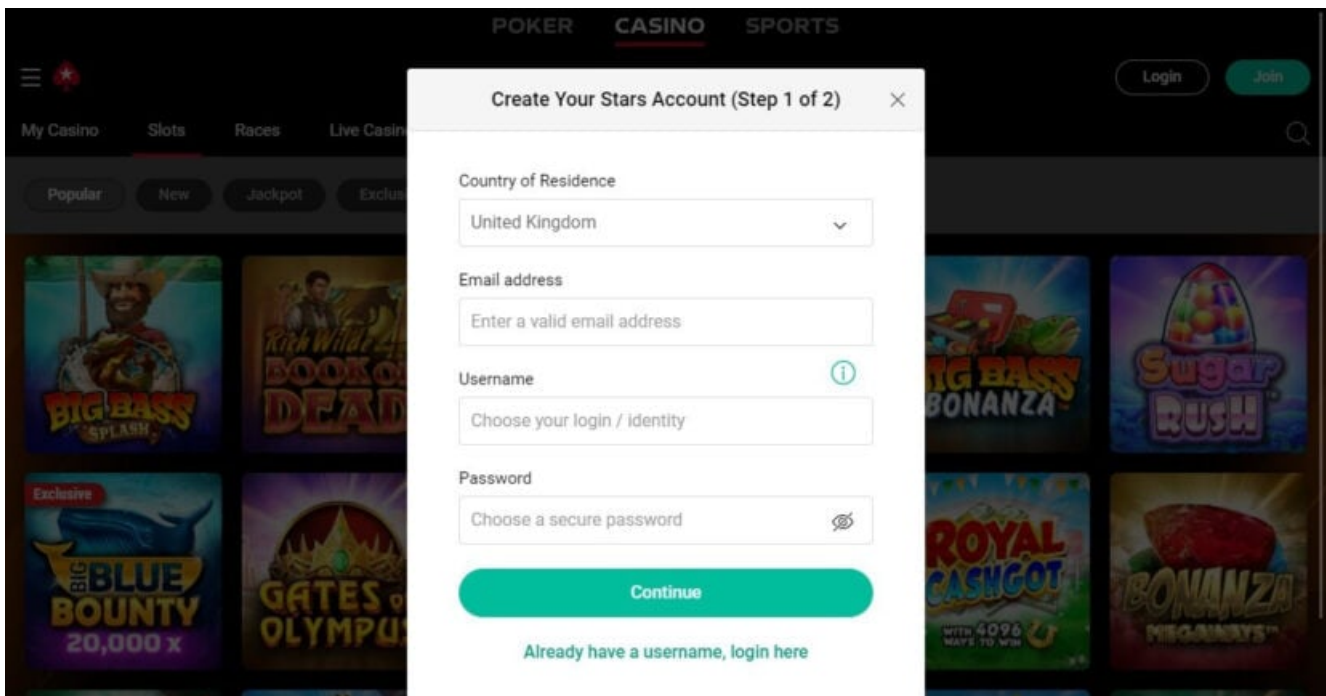 POKER CASINO SPORTS
Login Join
My Casino Slots Races Live Casin
Popular New Jackpot Exclus
Create Your Stars Account (Step 1 of 2)
Country of Residence
United Kingdom
Email address
Enter a valid email address
Username
Choose your login / identity
Password
Choose a secure password
Continue
Already have a username, login here
BIG BASS
SPLASH
Rich Wilde
BOOK OF
DEAD
BIG BASS
BONANZA
Sugar
RUSH
Exclusive
BIG BLUE
BOUNTY
20,000 x
GATES OF
OLYMPUS
ROYAL
CASHGOT
WITH 4096
WAYS TO WIN
BONANZA
MEGAWAYS™